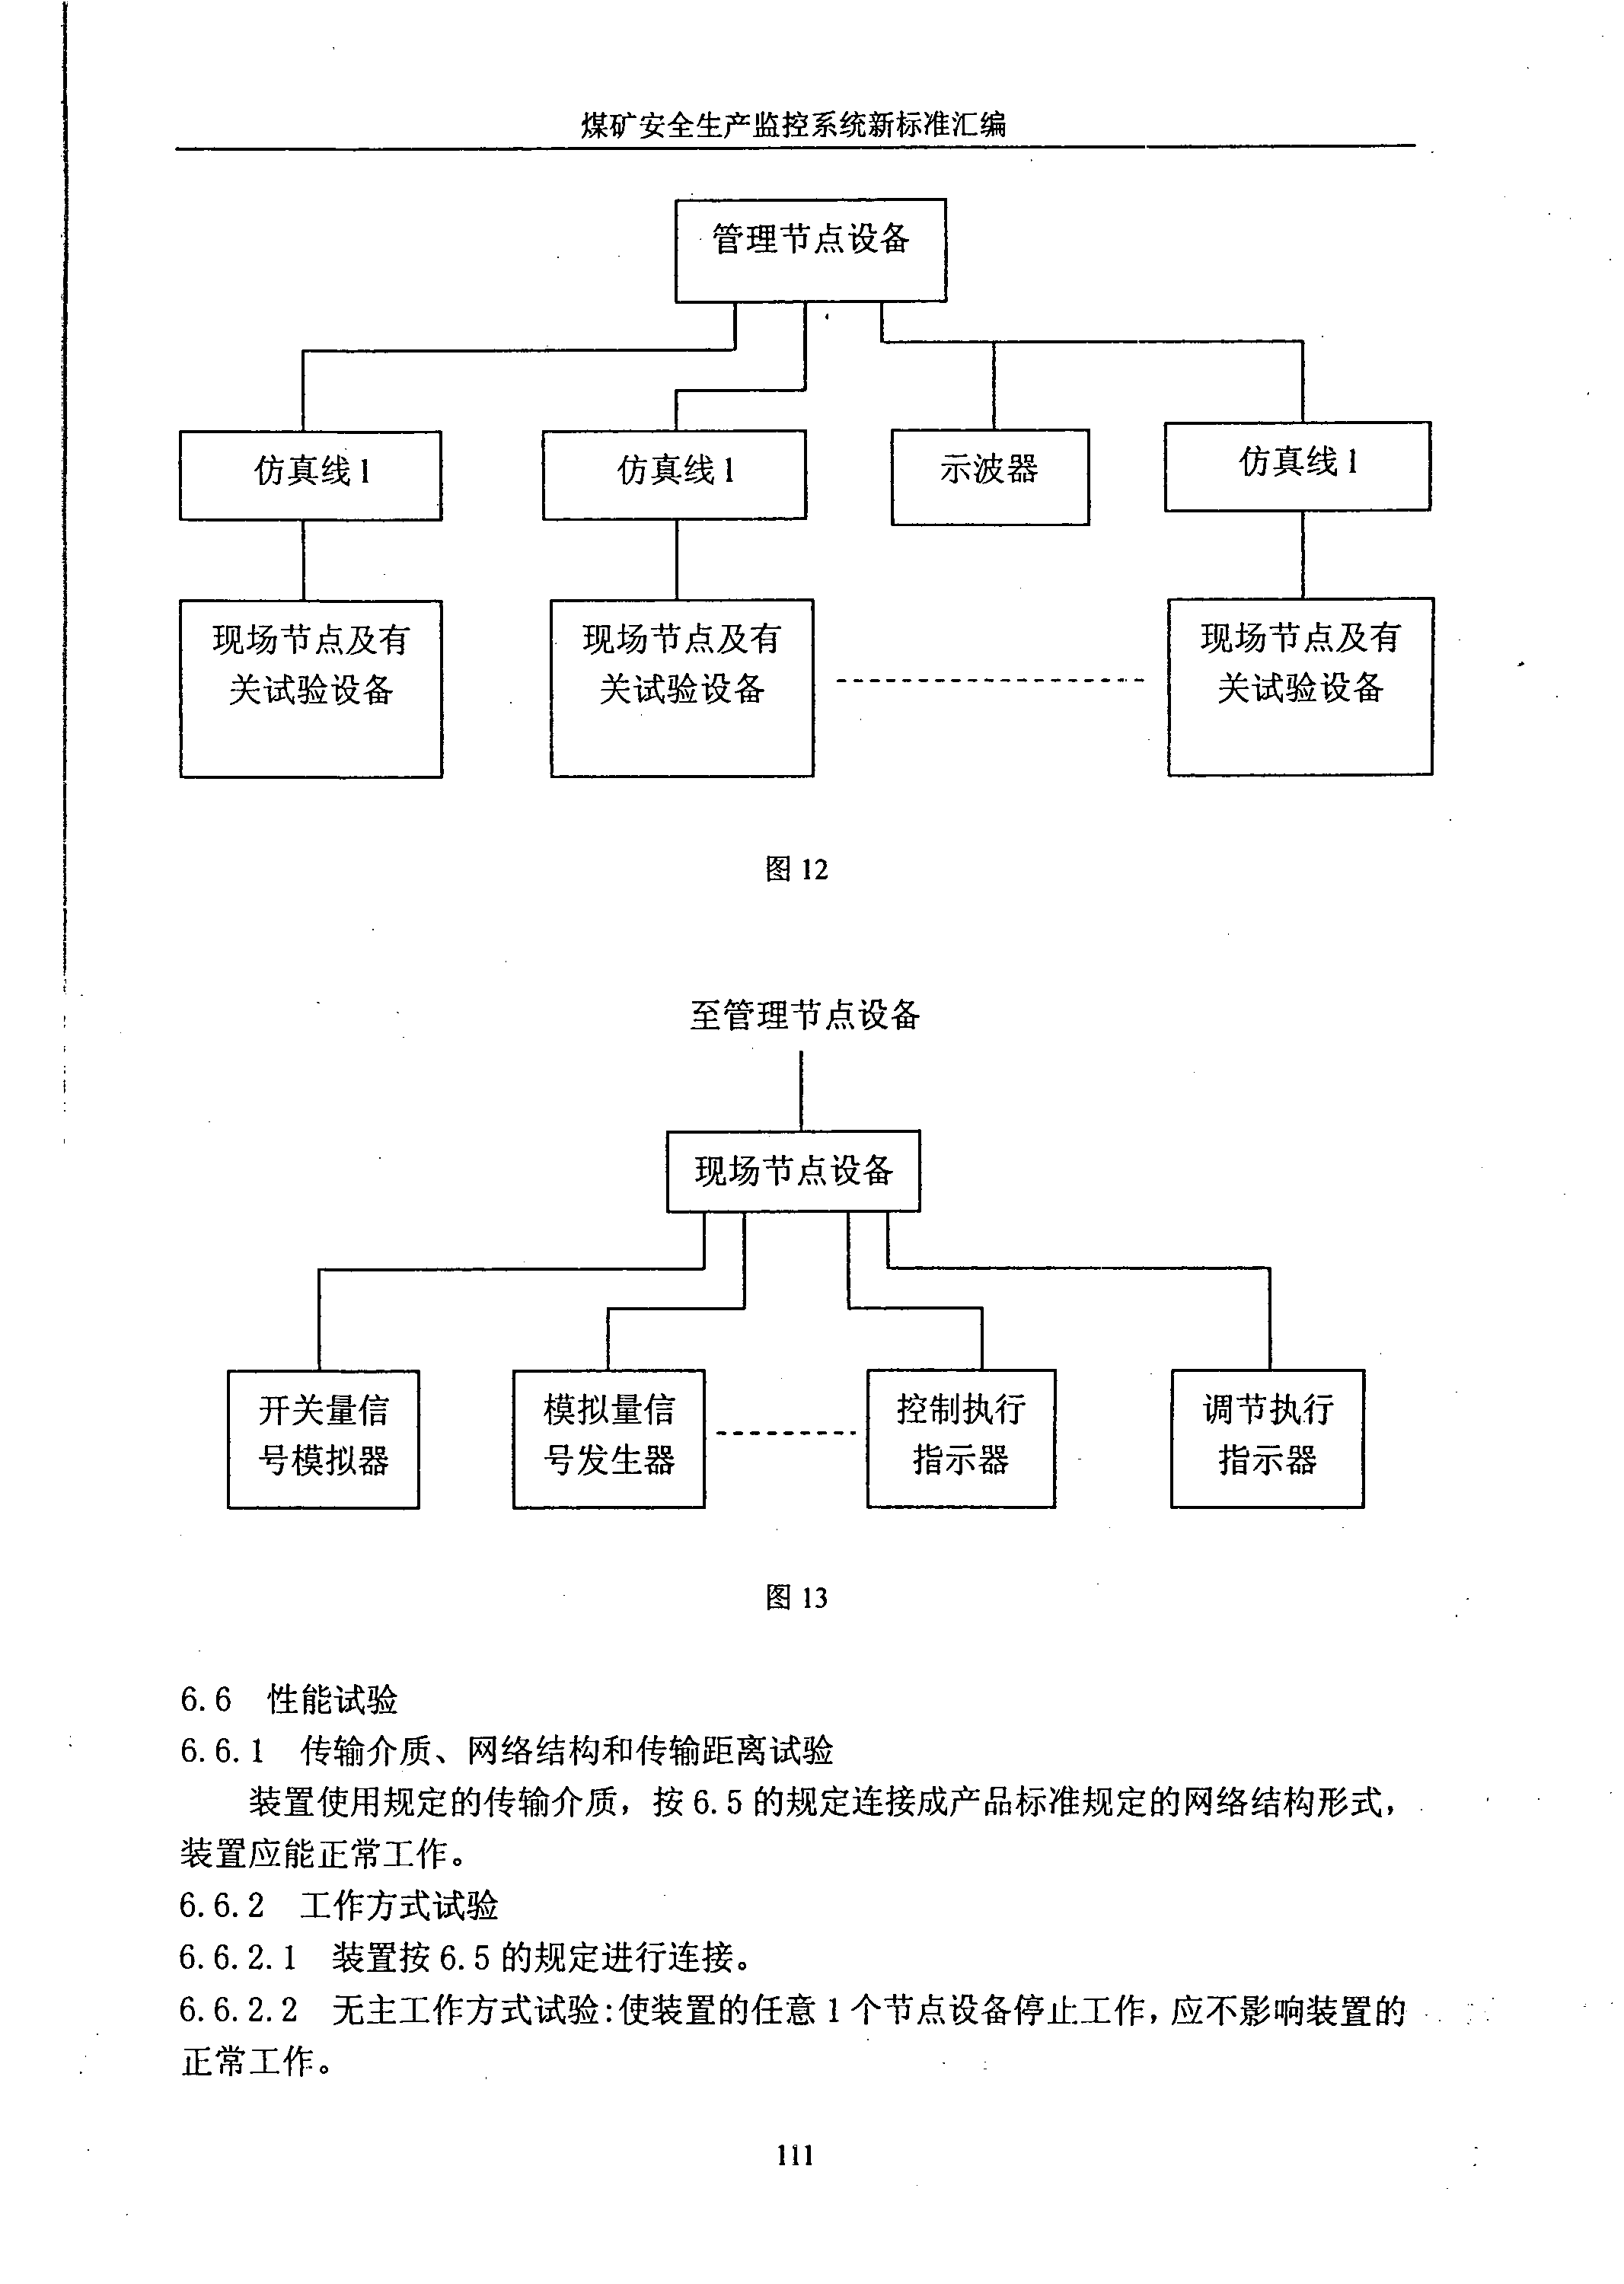 煤矿安全生产监控系统新标准汇编
管理节点设备
仿真线1
仿真线1
示波器
仿真线1
现场节点及有
关试验设备
现场节点及有
关试验设备
现场节点及有
关试验设备
图 12
至管理节点设备
现场节点设备
开关量信
号模拟器
模拟量信
号发生器
控制执行
指示器
调节执行
指示器
图 13
6.6 性能试验
6.6.1 传输介质、网络结构和传输距离试验
装置使用规定的传输介质，按 6.5 的规定连接成产品标准规定的网络结构形式，
装置应能正常工作。
6.6.2 工作方式试验
6.6.2.1 装置按 6.5 的规定进行连接。
6.6.2.2 无主工作方式试验:使装置的任意 1 个节点设备停止工作，应不影响装置的
正常工作。
111